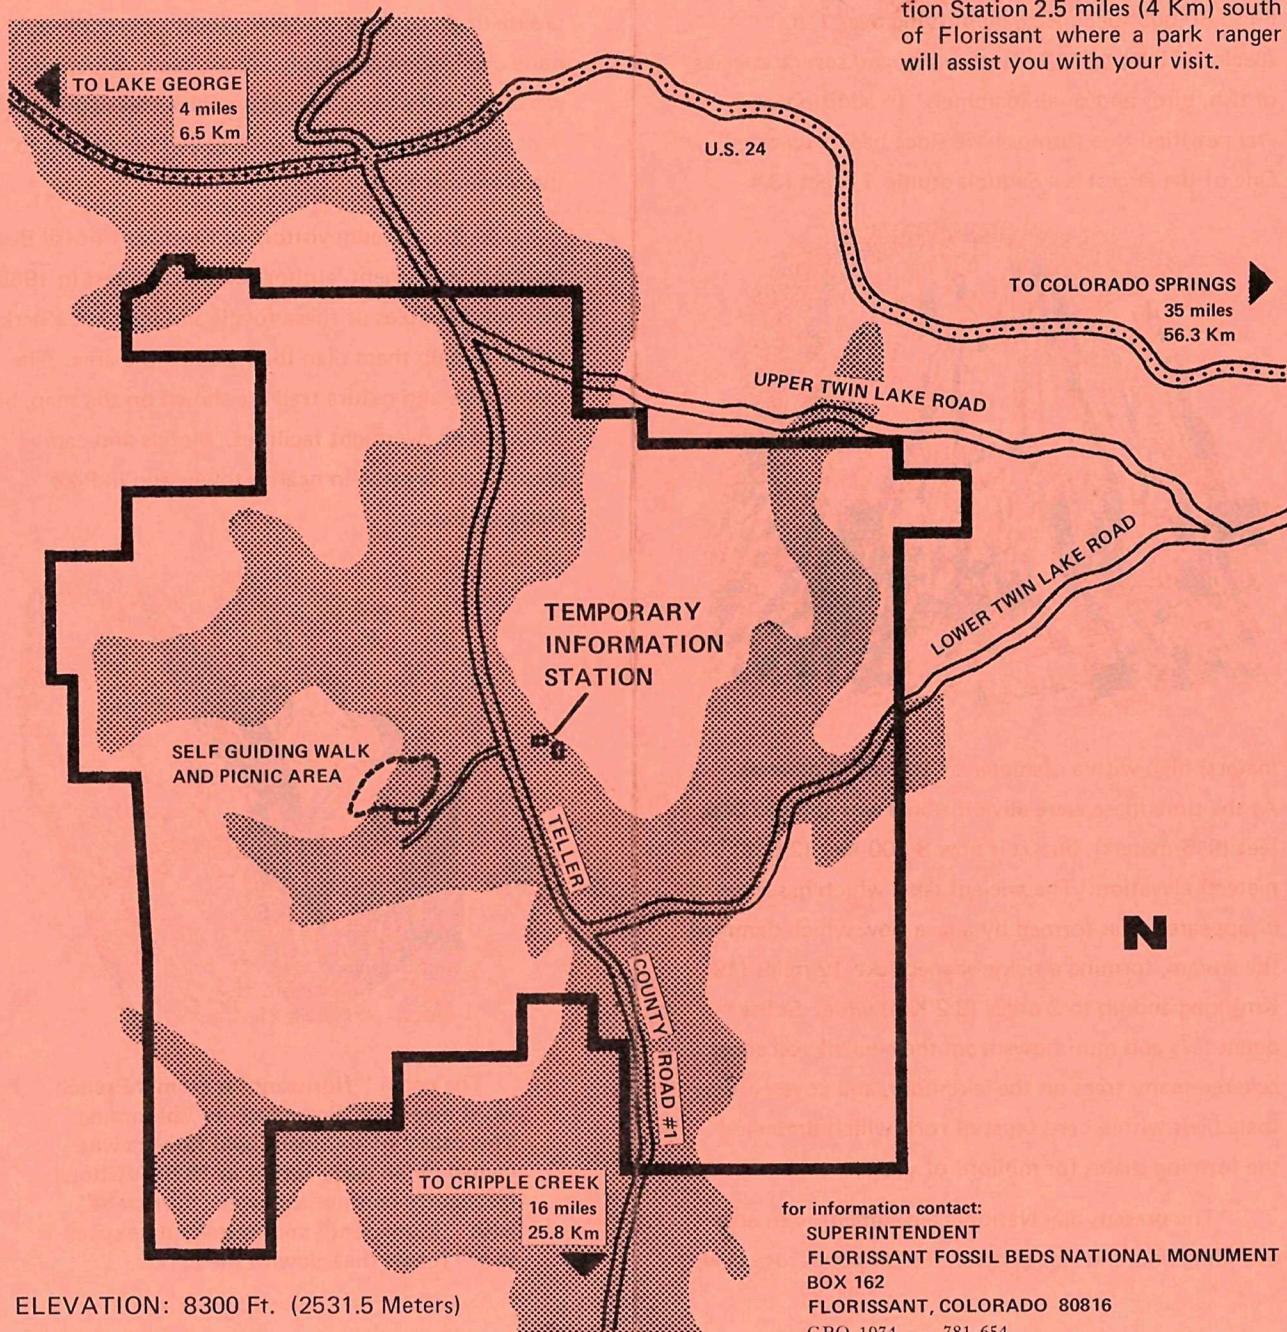 tion Station 2.5 miles (4 Km) south
of Florissant where a park ranger
will assist you with your visit.
TO LAKE GEORGE
4 miles
6.5 Km
U.S. 24
TO COLORADO SPRINGS
35 miles
56.3 Km
UPPER TWIN LAKE ROAD
LOWER TWIN LAKE ROAD
TEMPORARY
INFORMATION
STATION
SELF GUIDING WALK
AND PICNIC AREA
TELLER
COUNTY ROAD #1
N
TO CRIPPLE CREEK
16 miles
25.8 Km
for information contact:
SUPERINTENDENT
FLORISSANT FOSSIL BEDS NATIONAL MONUMENT
BOX 162
FLORISSANT, COLORADO 80816
GPO 1974 781-654
ELEVATION: 8300 Ft. (2531.5 Meters)